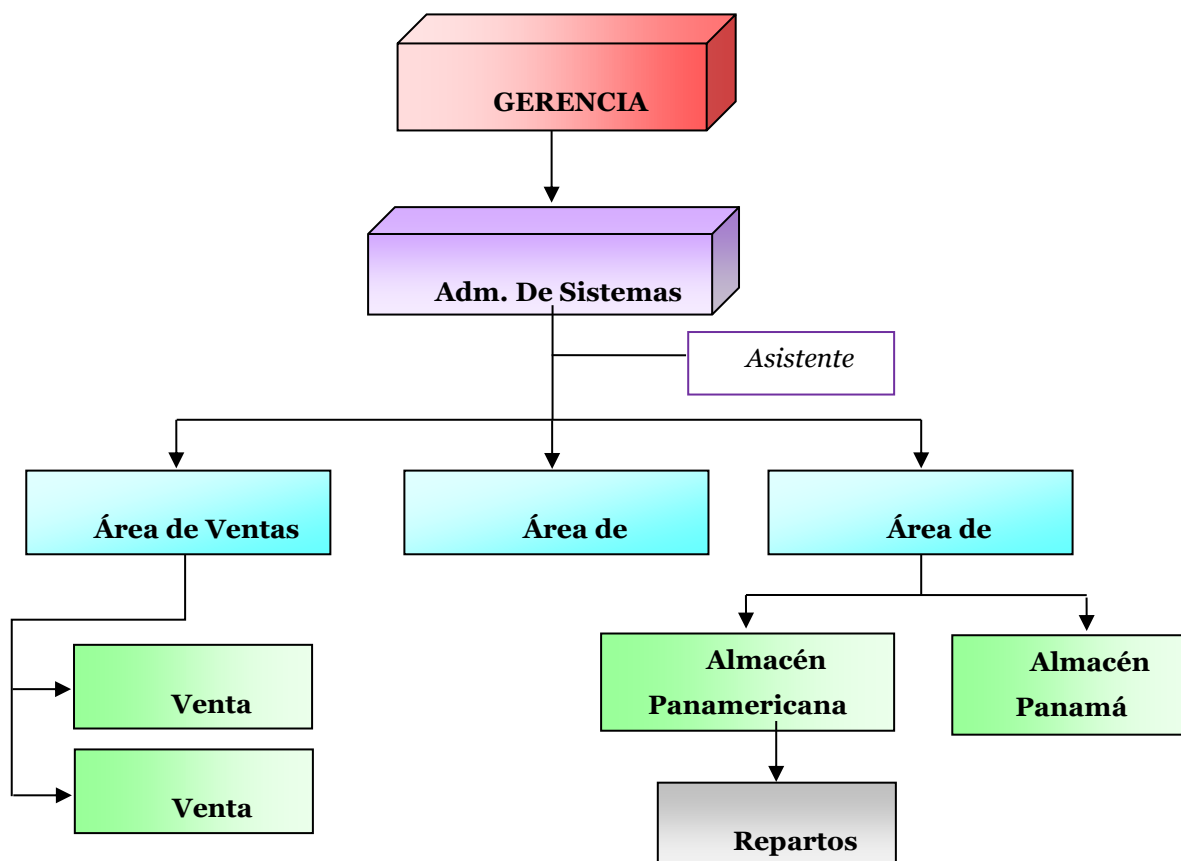 GERENCIA
Adm. De Sistemas
Asistente
Área de Ventas
Área de
Área de
Almacén
Panamericana
Almacén
Panamá
Venta
Venta
Repartos